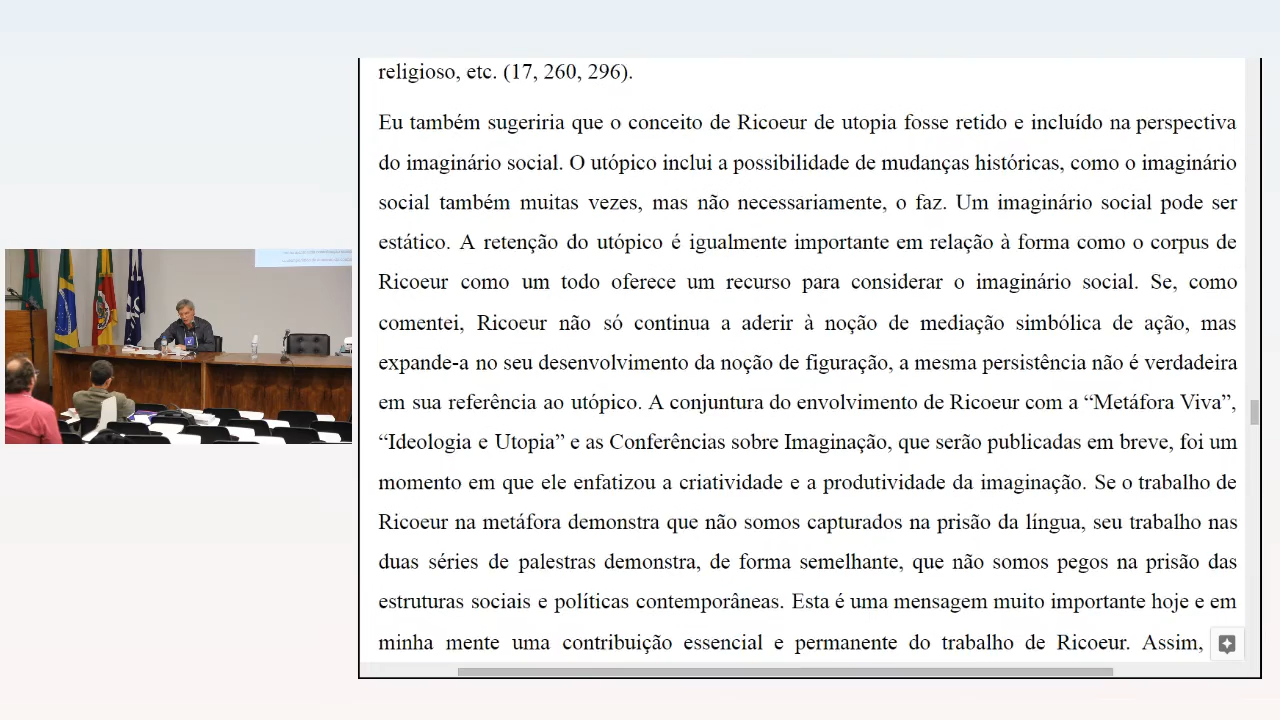 religioso, etc. (17, 260, 296).
Eu também sugeriria que o conceito de Ricoeur de utopia fosse retido e incluído na perspectiva
do imaginário social. O utópico inclui a possibilidade de mudanças históricas, como o imaginário
social também muitas vezes, mas não necessariamente, o faz. Um imaginário social pode ser
estático. A retenção do utópico é igualmente importante em relação à forma como o corpus de
Ricoeur como um todo oferece um recurso para considerar o imaginário social. Se, como
comentei, Ricoeur não só continua a aderir à noção de mediação simbólica de ação, mas
expande-a no seu desenvolvimento da noção de figuração, a mesma persistência não é verdadeira
em sua referência ao utópico. A conjuntura do envolvimento de Ricoeur com a “Metáfora Viva”,
“Ideologia e Utopia” e as Conferências sobre Imaginação, que serão publicadas em breve, foi um
momento em que ele enfatizou a criatividade e a produtividade da imaginação. Se o trabalho de
Ricoeur na metáfora demonstra que não somos capturados na prisão da língua, seu trabalho nas
duas séries de palestras demonstra, de forma semelhante, que não somos pegos na prisão das
estruturas sociais e políticas contemporâneas. Esta é uma mensagem muito importante hoje e em
minha mente uma contribuição essencial e permanente do trabalho de Ricoeur. Assim,